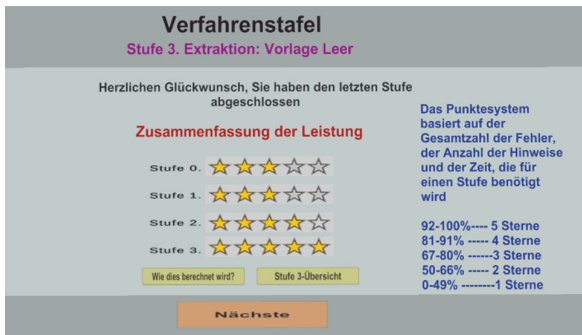 Verfahrenstafel
Stufe 3. Extraktion: Vorlage Leer
Herzlichen Glückwunsch, Sie haben den letzten Stufe
abgeschlossen
Zusammenfassung der Leistung
Stufe 0.
Stufe 1.
Stufe 2.
Stufe 3.
Wie dies berechnet wird?
Stufe 3-Übersicht
Nächste
Das Punktesystem
basiert auf der
Gesamtzahl der Fehler,
der Anzahl der Hinweise
und der Zeit, die für
einen Stufe benötigt
wird
92-100%---- 5 Sterne
81-91% ----- 4 Sterne
67-80% ------3 Sterne
50-66% ----- 2 Sterne
0-49% --------1 Sterne